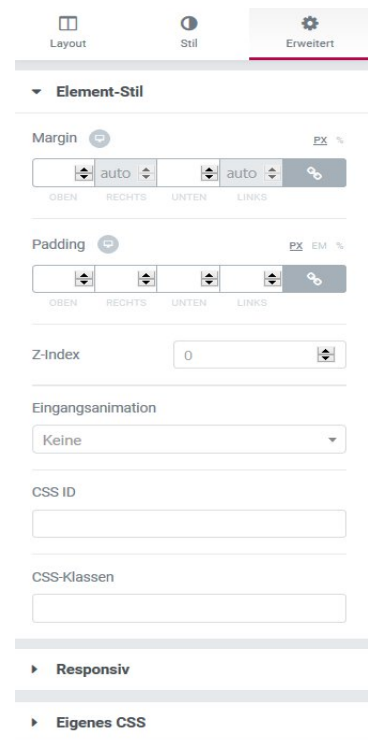 Layout Stil Erweitert
Element-Stil
Margin PX %
auto auto
OBEN RECHTS UNTEN LINKS
Padding PX EM %
OBEN RECHTS UNTEN LINKS
Z-Index 0
Eingangsanimation
Keine
CSS ID
CSS-Klassen
Responsiv
Eigenes CSS